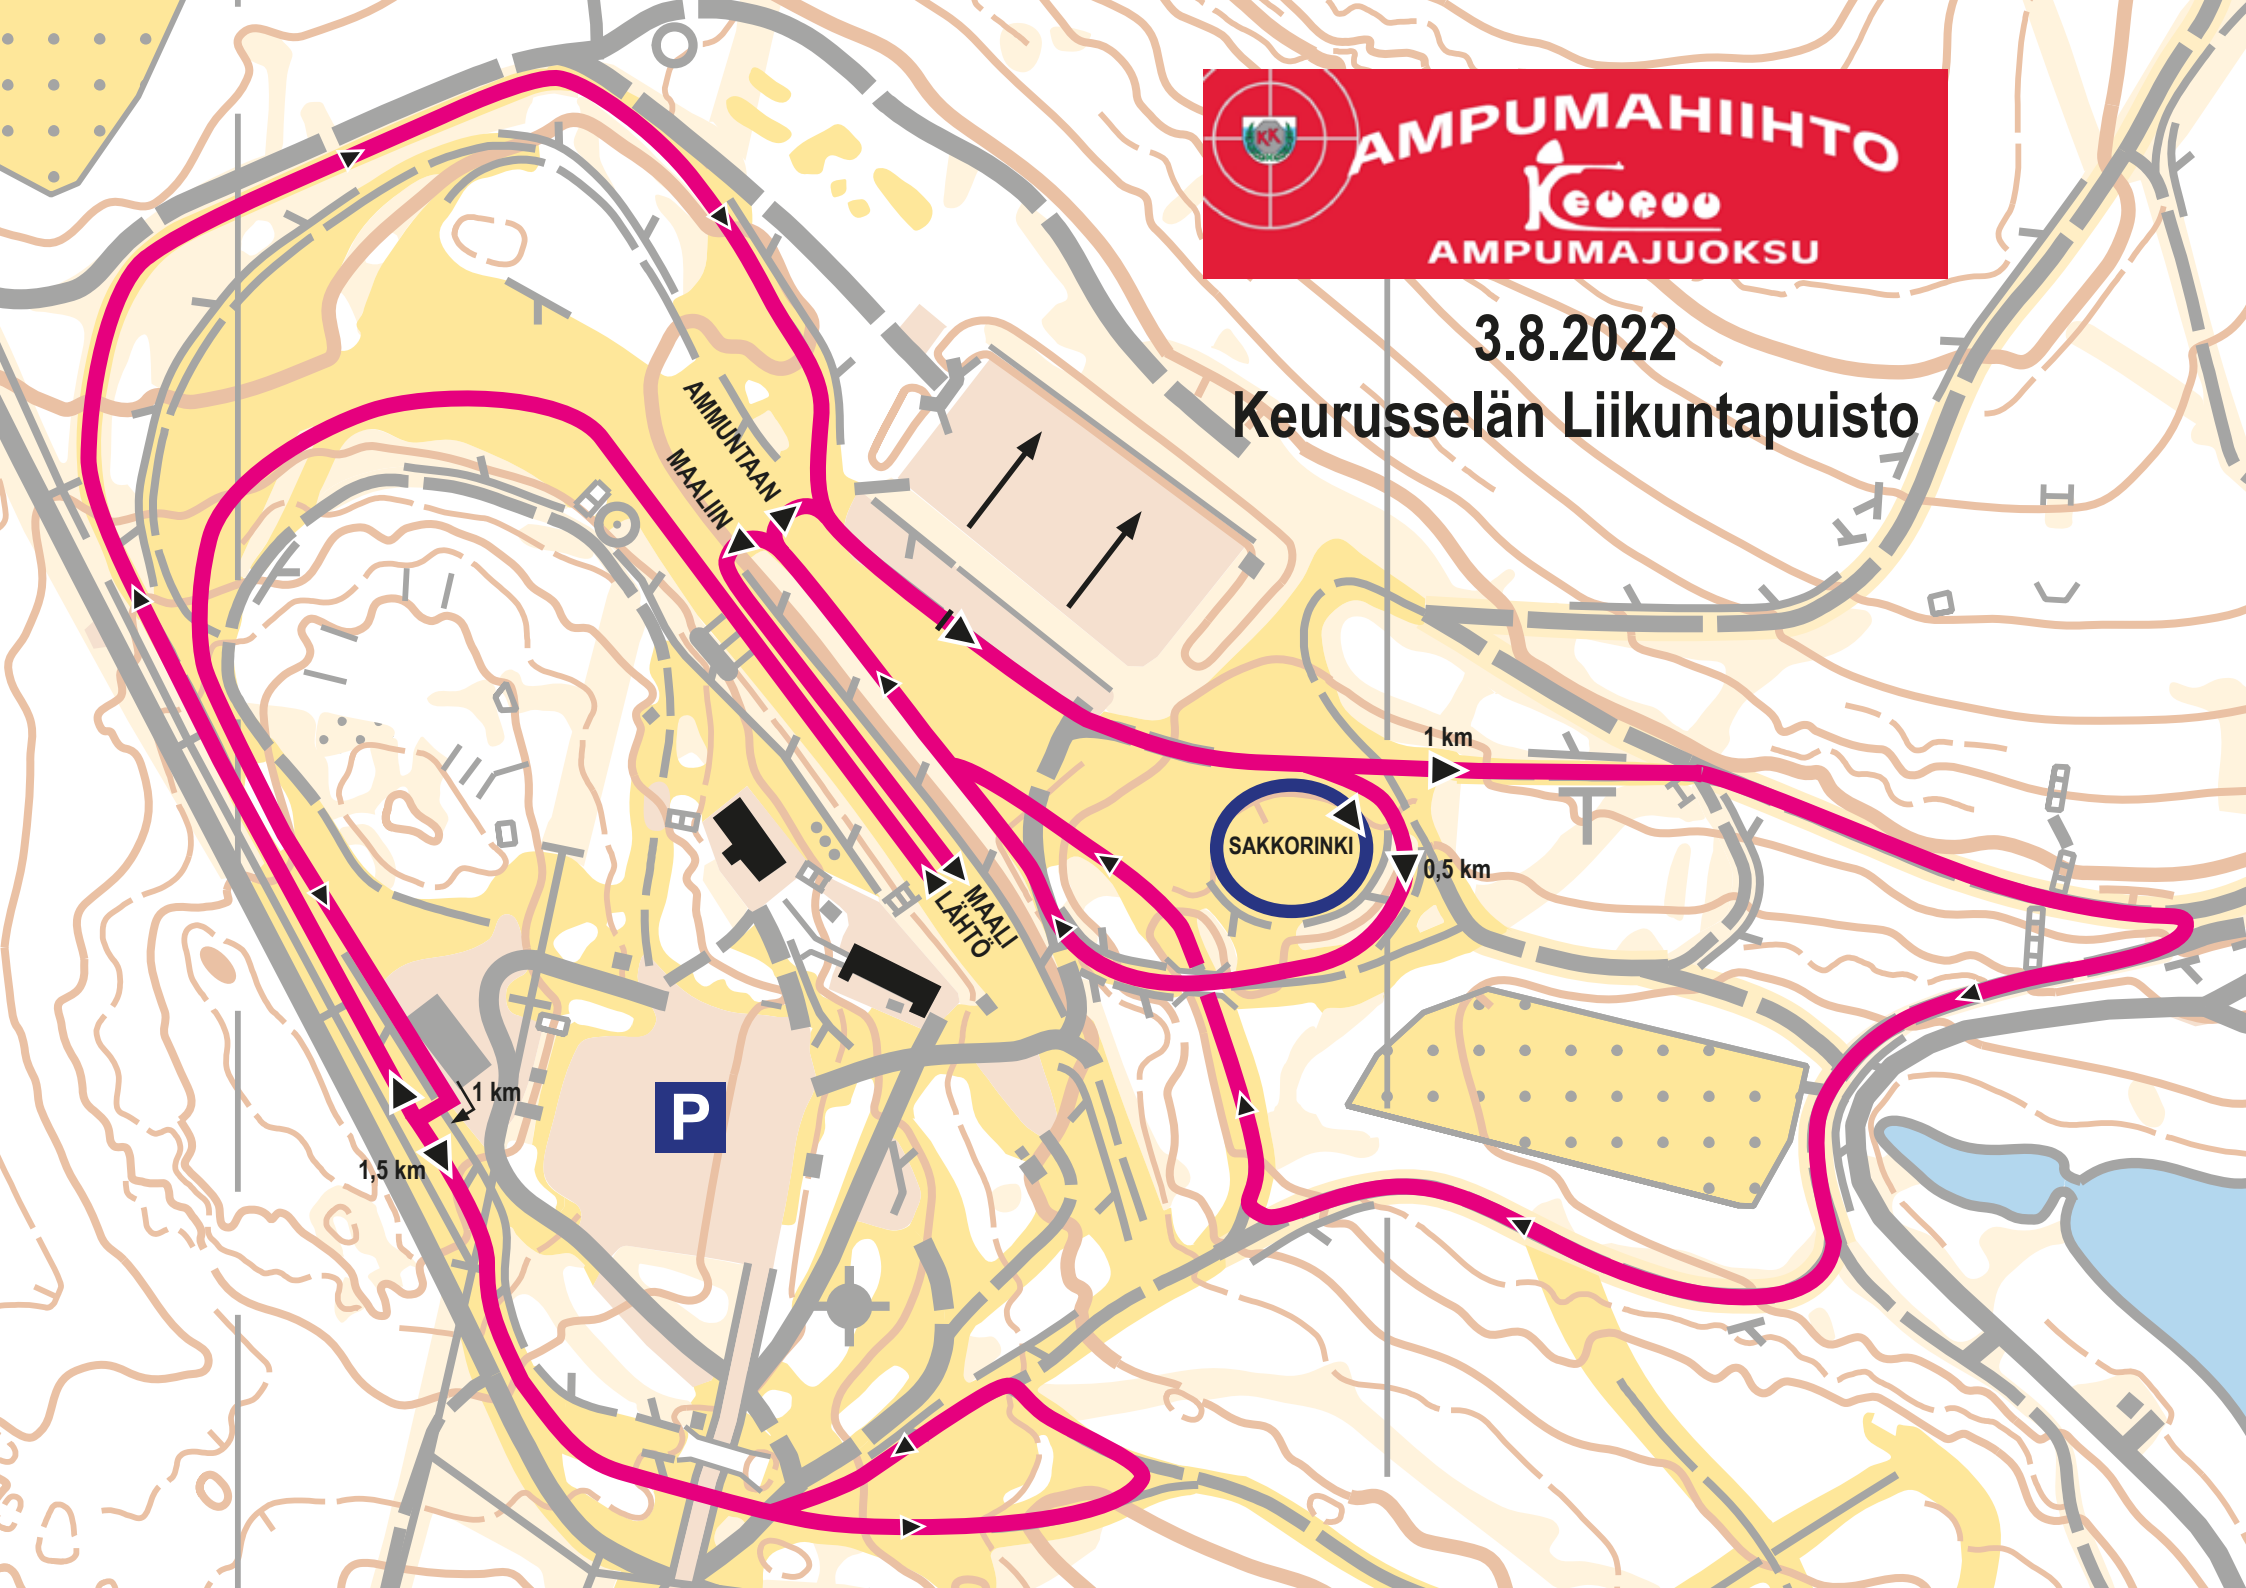 AMPUMAHIIHTO
KK
KEURUU
AMPUMAJUOKSU
3.8.2022
Keurusselän Liikuntapuisto
AMMUNTAAN
MAALIIN
1 km
SAKKORINKI
0,5 km
MAALI
LÄHTÖ
1 km
P
1,5 km